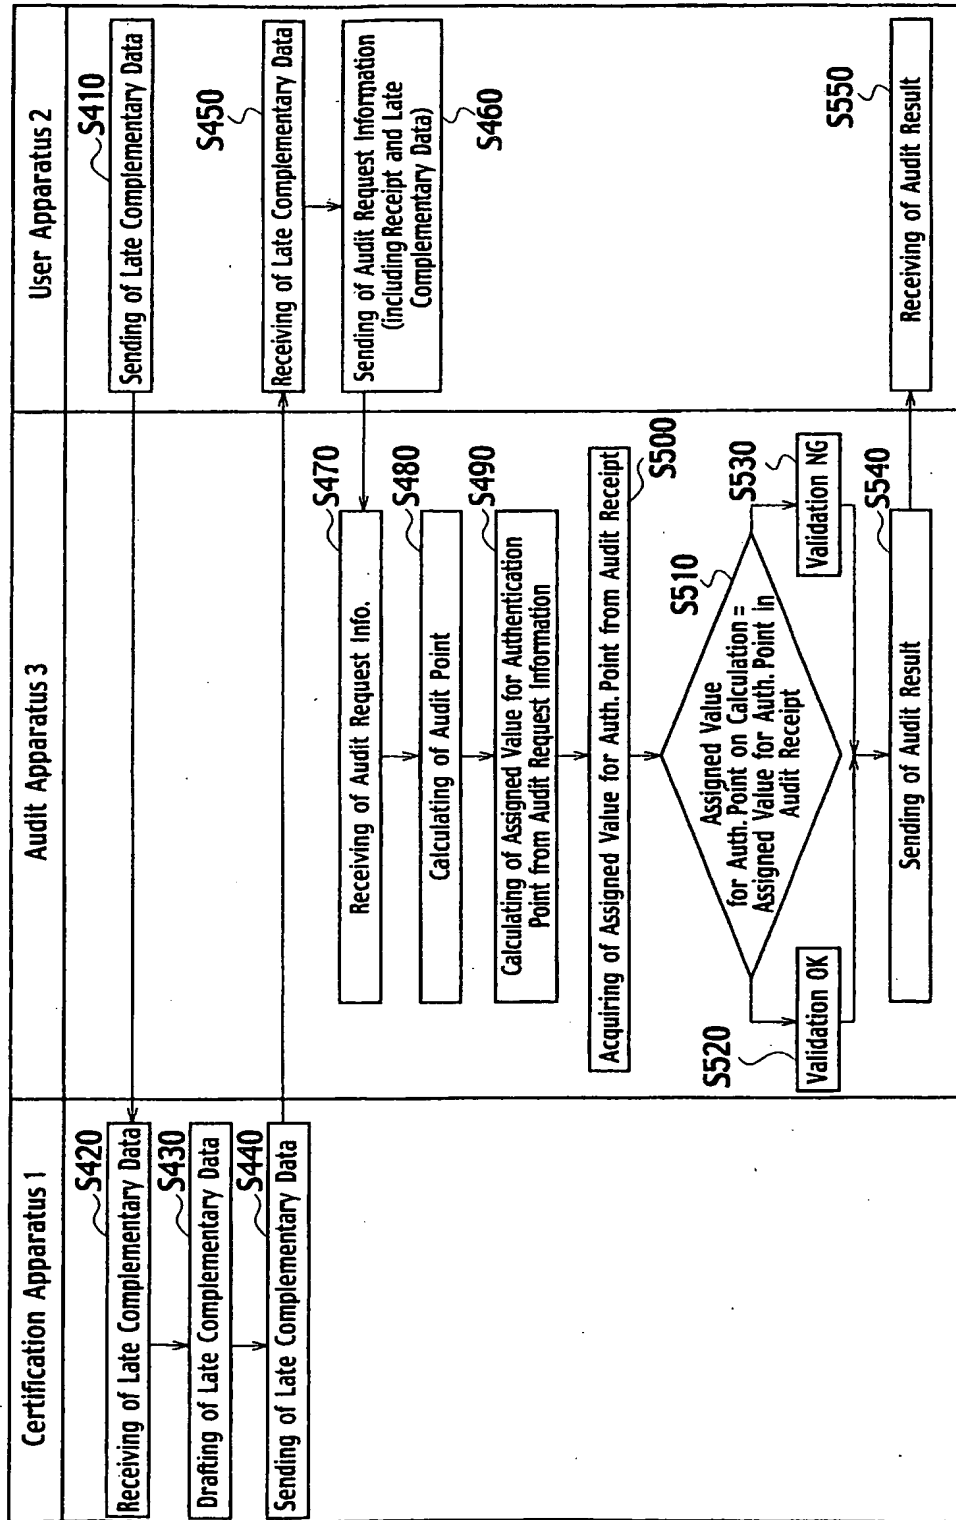 Certification Apparatus 1
Audit Apparatus 3
User Apparatus 2
S410
Sending of Late Complementary Data
S420
Receiving of Late Complementary Data
S430
Drafting of Late Complementary Data
S440
Sending of Late Complementary Data
S450
Receiving of Late Complementary Data
Sending of Audit Request Information
(including Receipt and Late
Complementary Data)
S460
S470
Receiving of Audit Request Info.
S480
Calculating of Audit Point
S490
Calculating of Assigned Value for Authentication
Point from Audit Request Information
Acquiring of Assigned Value for Auth. Point from Audit Receipt
S500
S510
Assigned Value
for Auth. Point on Calculation =
Assigned Value for Auth. Point in
Audit Receipt
S520
Validation OK
S530
Validation NG
S540
Sending of Audit Result
S550
Receiving of Audit Result